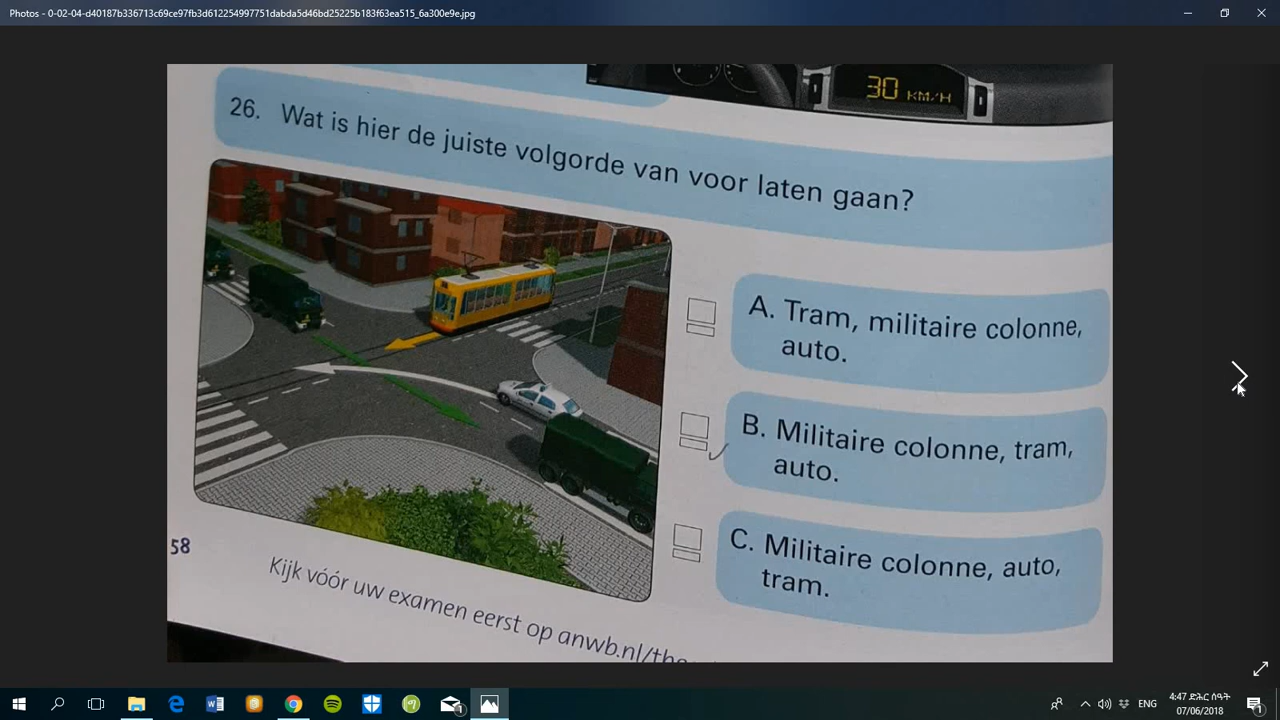 Photos - 0-02-04-d40187b336713c69ce97fb3d612254997751dabda5d46bd25225b183f63ea515_6a300e9e.jpg
30 KM/H
26. Wat is hier de juiste volgorde van voor laten gaan?
A. Tram, militaire colonne,
auto.
B. Militaire colonne, tram,
auto.
C. Militaire colonne, auto,
tram.
58
Kijk vóór uw examen eerst op anwb.nl/the
ENG
4:47 ድሕር ሰዓት
07/06/2018